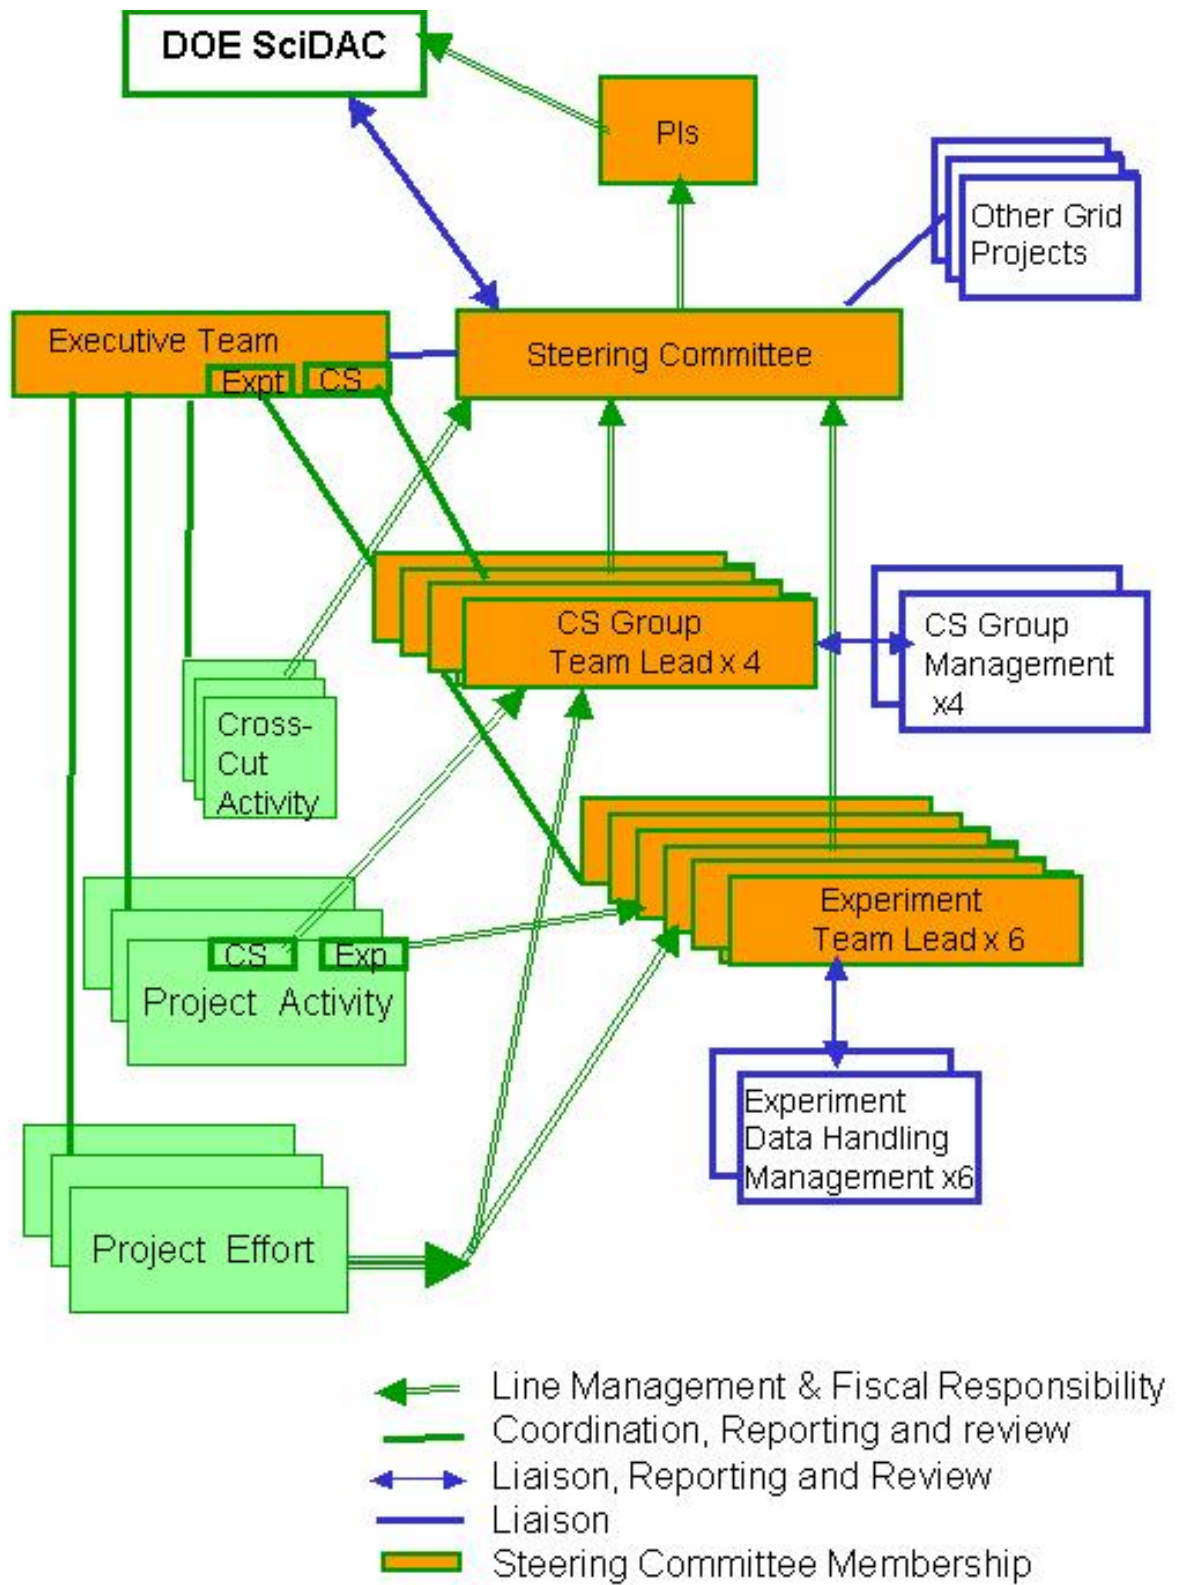 DOE SciDAC
PIs
Other Grid
Projects
Executive Team
Expt
CS
Steering Committee
CS Group
Team Lead x 4
CS Group
Management
x4
Cross-
Cut
Activity
Experiment
Team Lead x 6
CS
Exp
Project Activity
Experiment
Data Handling
Management x6
Project Effort
Line Management & Fiscal Responsibility
Coordination, Reporting and review
Liaison, Reporting and Review
Liaison
Steering Committee Membership